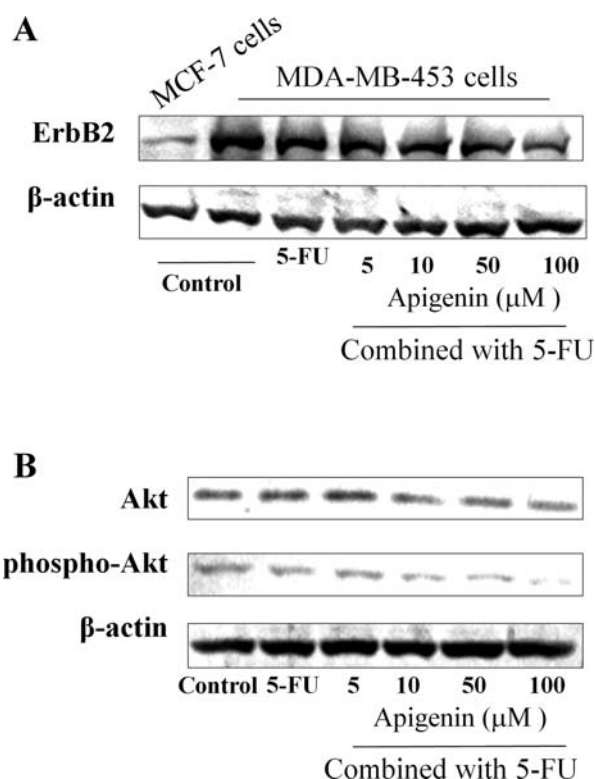 A
MCF-7 cells
MDA-MB-453 cells
ErbB2
β-actin
Control
5-FU
5 10 50 100
Apigenin (μM )
Combined with 5-FU
B
Akt
phospho-Akt
β-actin
Control 5-FU 5 10 50 100
Apigenin (μM )
Combined with 5-FU